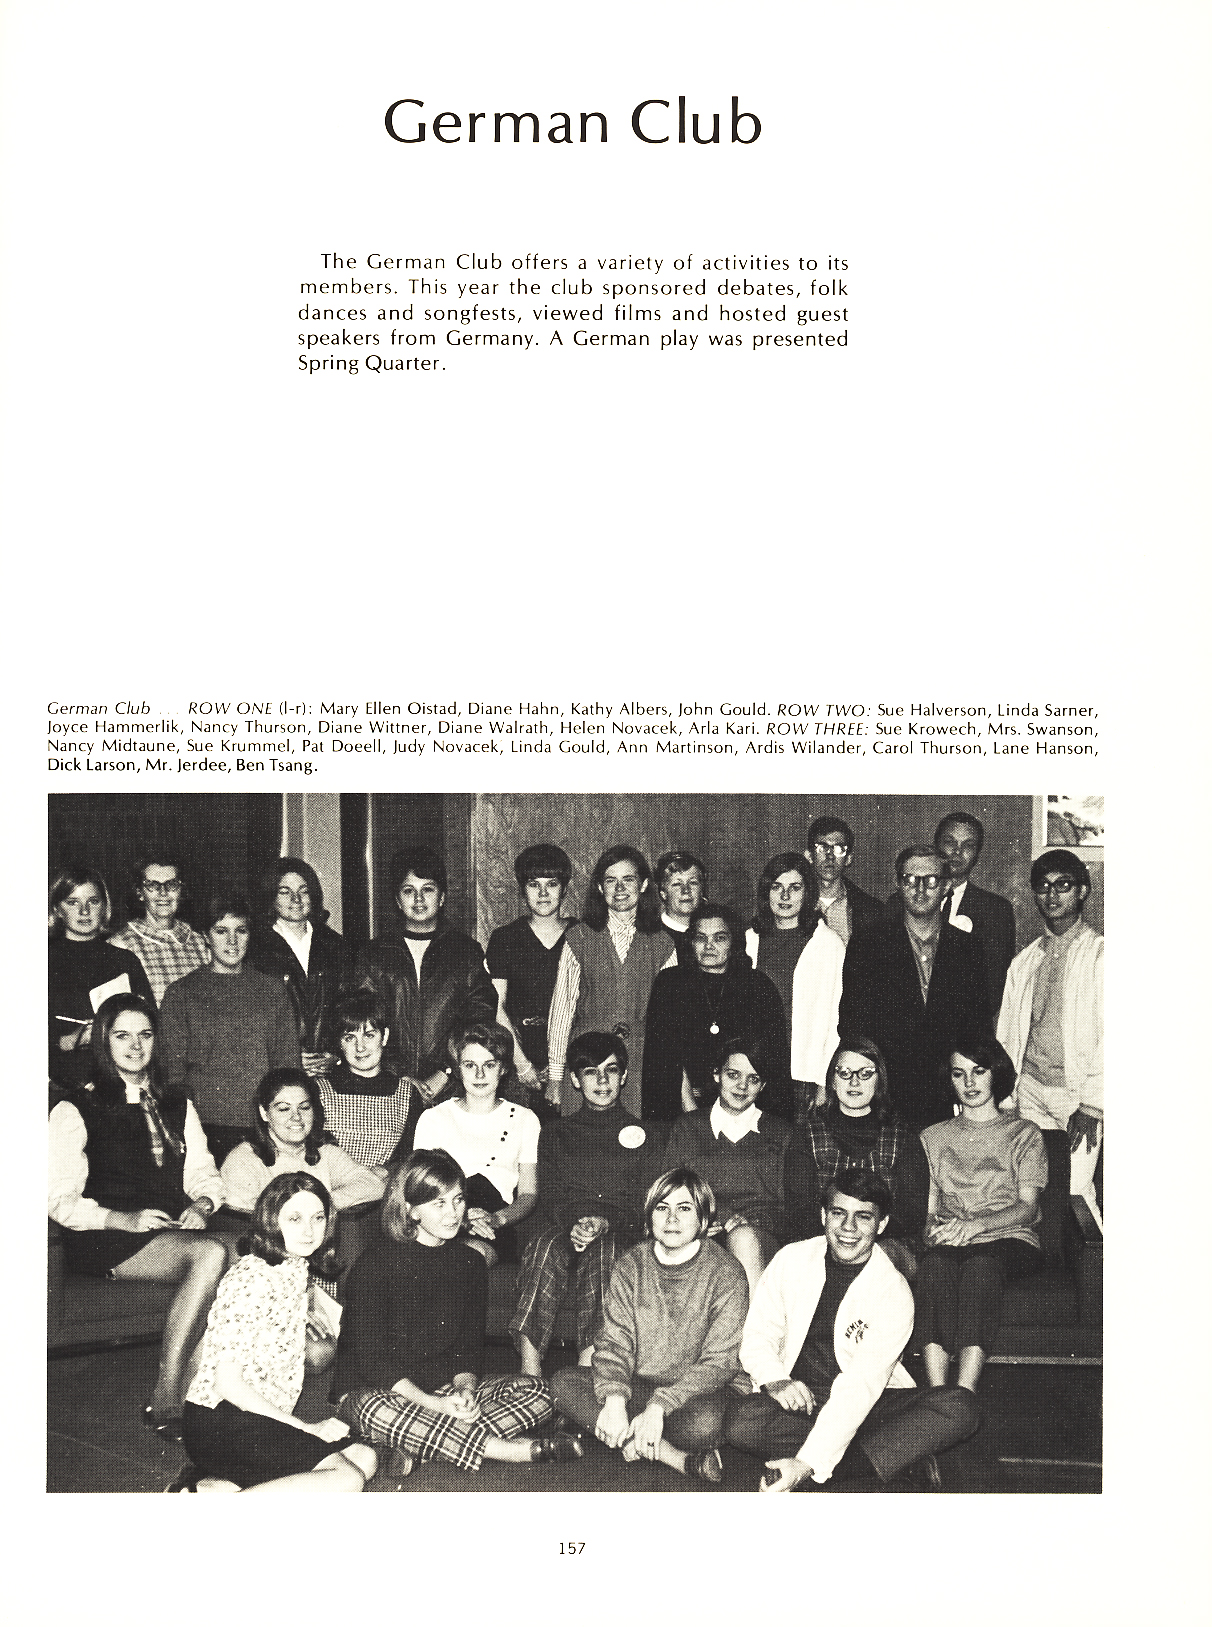 German Club
The German Club offers a variety of activities to its
members. This year the club sponsored debates, folk
dances and songfests, viewed films and hosted guest
speakers from Germany. A German play was presented
Spring Quarter.
German Club . . . ROW ONE (l-r): Mary Ellen Oistad, Diane Hahn, Kathy Albers, John Gould. ROW TWO: Sue Halverson, Linda Sarner,
Joyce Hammerlik, Nancy Thurson, Diane Wittner, Diane Walrath, Helen Novacek, Arla Kari. ROW THREE: Sue Krowech, Mrs. Swanson,
Nancy Midtaune, Sue Krummel, Pat Doeell, Judy Novacek, Linda Gould, Ann Martinson, Ardis Wilander, Carol Thurson, Lane Hanson,
Dick Larson, Mr. Jerdee, Ben Tsang.
157